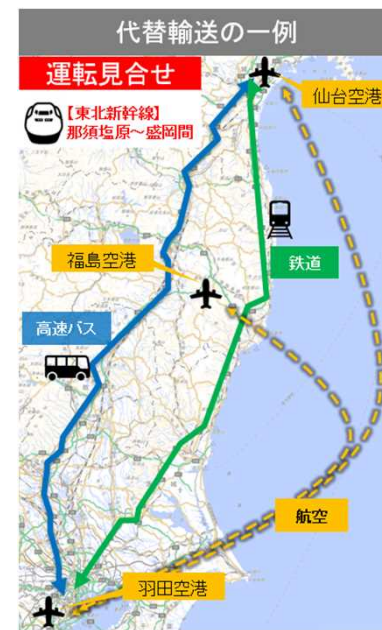 代替輸送の一例
運転見合せ
【東北新幹線】
那須塩原～盛岡間
仙台空港
福島空港
鉄道
高速バス
航空
羽田空港